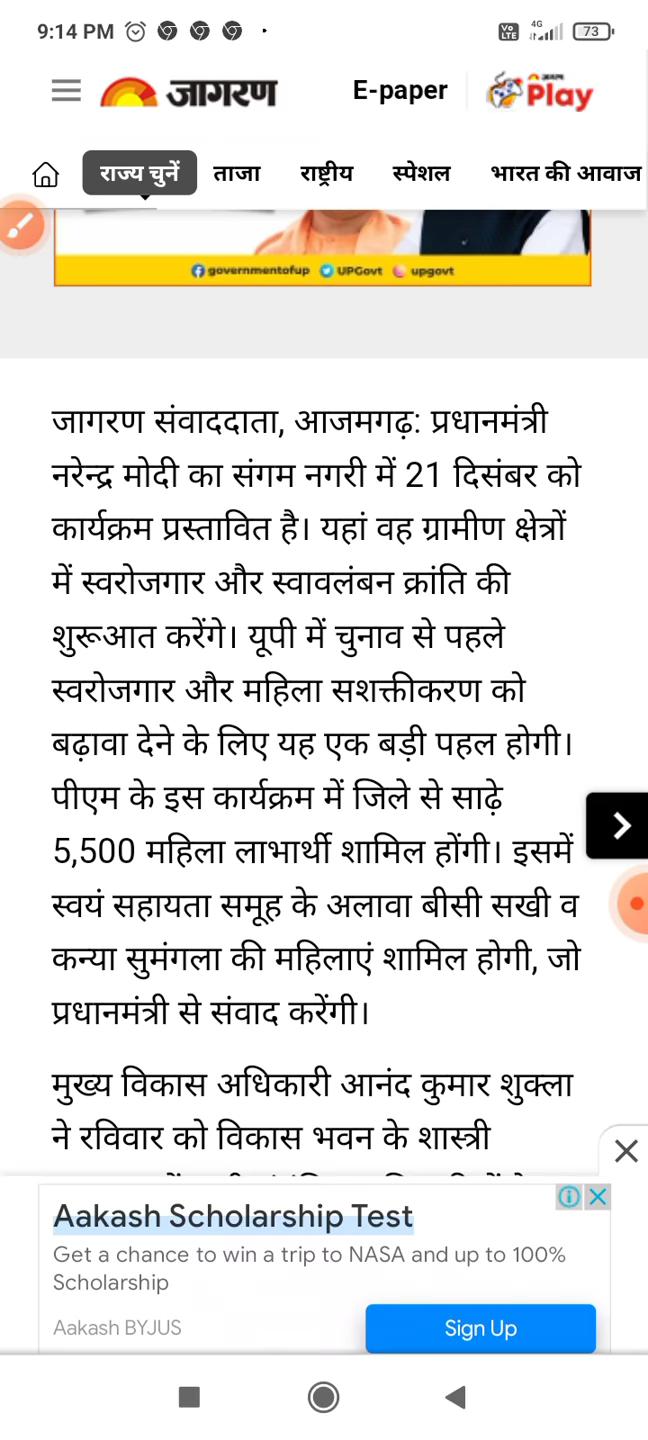 9:14 PM
Vo LTE 4G 73
जागरण E-paper जागरण Play
राज्य चुनें ताजा राष्ट्रीय स्पेशल भारत की आवाज
governmentofup UPGovt upgovt
जागरण संवाददाता, आजमगढ़: प्रधानमंत्री
नरेन्द्र मोदी का संगम नगरी में 21 दिसंबर को
कार्यक्रम प्रस्तावित है। यहां वह ग्रामीण क्षेत्रों
में स्वरोजगार और स्वावलंबन क्रांति की
शुरूआत करेंगे। यूपी में चुनाव से पहले
स्वरोजगार और महिला सशक्तीकरण को
बढ़ावा देने के लिए यह एक बड़ी पहल होगी।
पीएम के इस कार्यक्रम में जिले से साढ़े
5,500 महिला लाभार्थी शामिल होंगी। इसमें
स्वयं सहायता समूह के अलावा बीसी सखी व
कन्या सुमंगला की महिलाएं शामिल होगी, जो
प्रधानमंत्री से संवाद करेंगी।
मुख्य विकास अधिकारी आनंद कुमार शुक्ला
ने रविवार को विकास भवन के शास्त्री
Aakash Scholarship Test
Get a chance to win a trip to NASA and up to 100%
Scholarship
Aakash BYJUS Sign Up